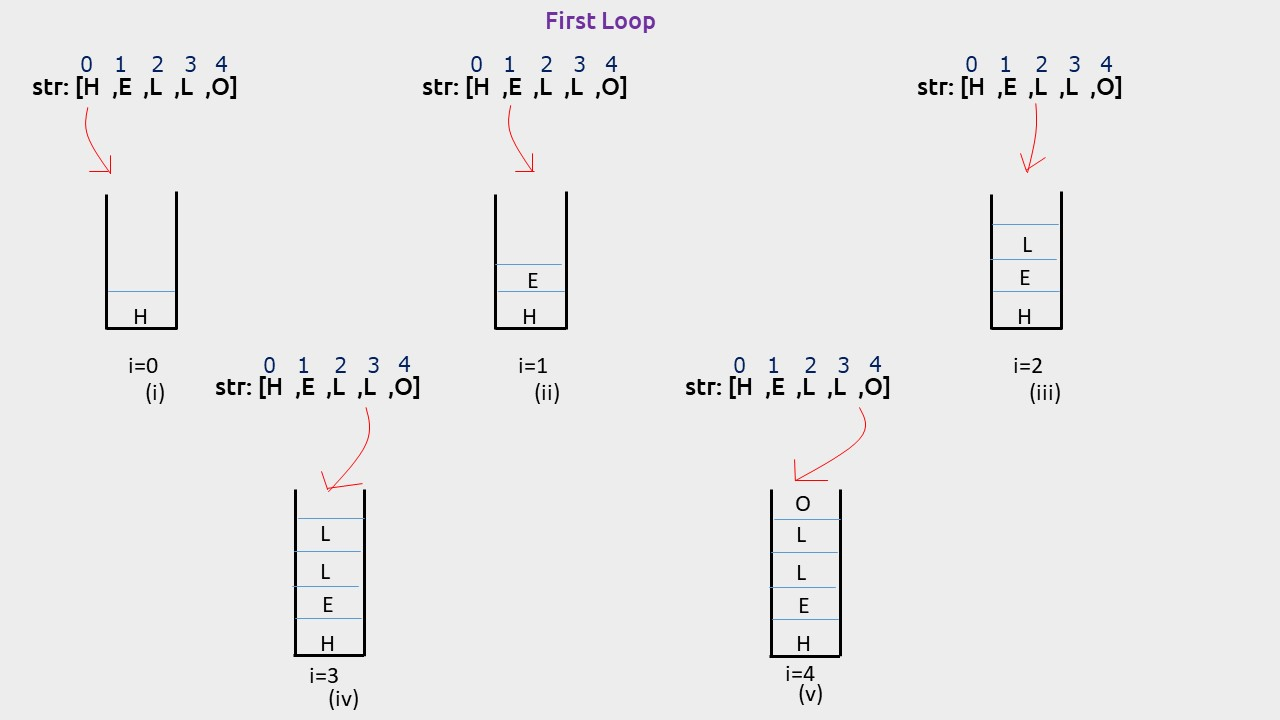 First Loop
0 1 2 3 4
str: [H ,E ,L ,L ,O]
H
i=0
(i)
0 1 2 3 4
str: [H ,E ,L ,L ,O]
E
H
i=1
(ii)
0 1 2 3 4
str: [H ,E ,L ,L ,O]
L
E
H
i=2
(iii)
0 1 2 3 4
str: [H ,E ,L ,L ,O]
L
L
E
H
i=3
(iv)
0 1 2 3 4
str: [H ,E ,L ,L ,O]
O
L
L
E
H
i=4
(v)